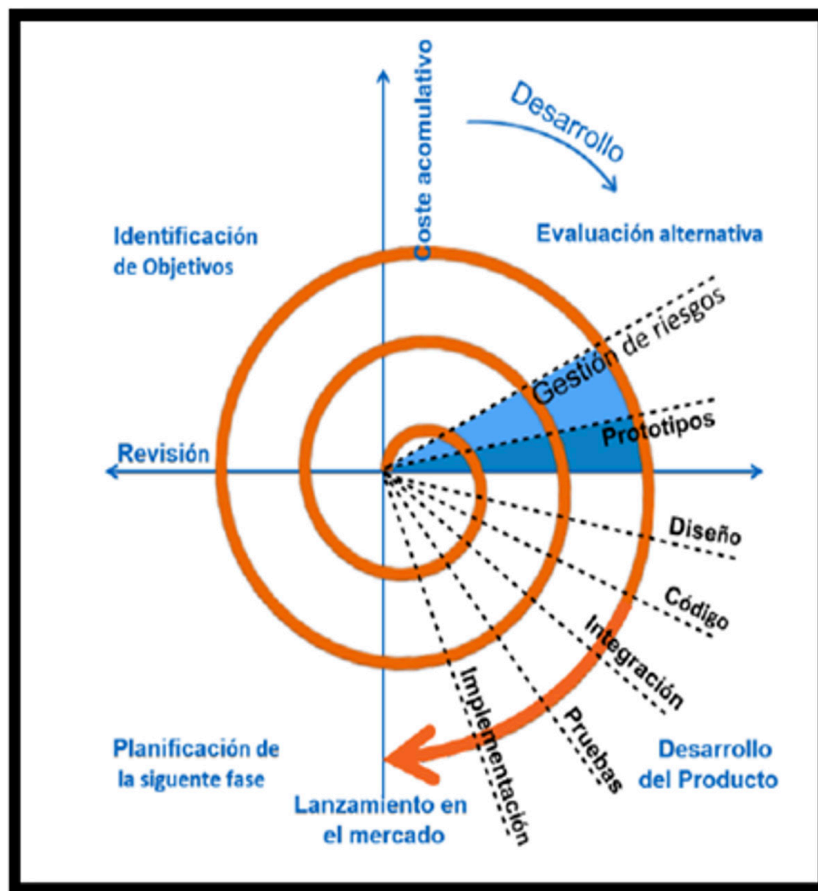 Coste acomulativo
Desarrollo
Identificación
de Objetivos
Evaluación alternativa
Gestión de riesgos
Prototipos
Revisión
Diseño
Código
Integración
Pruebas
Implementación
Planificación de
la siguente fase
Desarrollo
del Producto
Lanzamiento en
el mercado